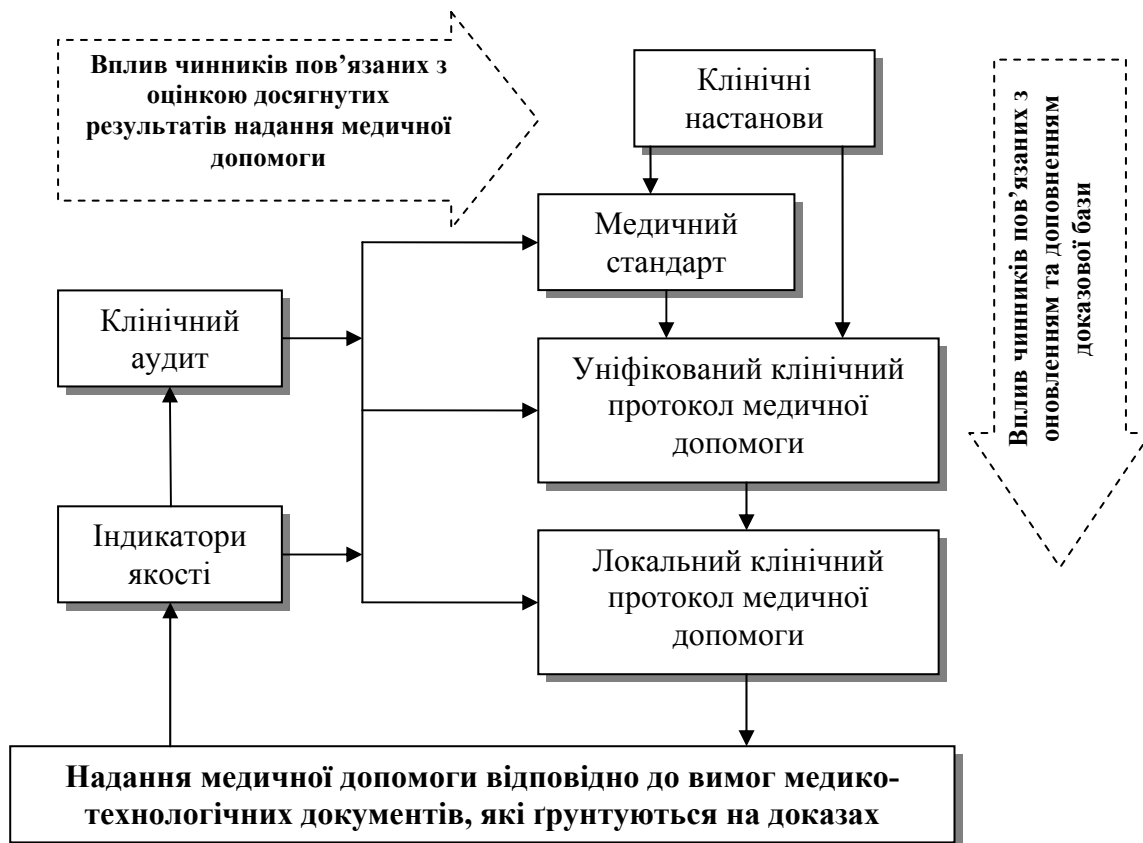 Вплив чинників пов’язаних з
оцінкою досягнутих
результатів надання медичної
допомоги
Клінічні
настанови
Вплив чинників пов’язаних з
оновленням та доповненням
доказової бази
Медичний
стандарт
Клінічний
аудит
Уніфікований клінічний
протокол медичної
допомоги
Індикатори
якості
Локальний клінічний
протокол медичної
допомоги
Надання медичної допомоги відповідно до вимог медико-
технологічних документів, які ґрунтуються на доказах